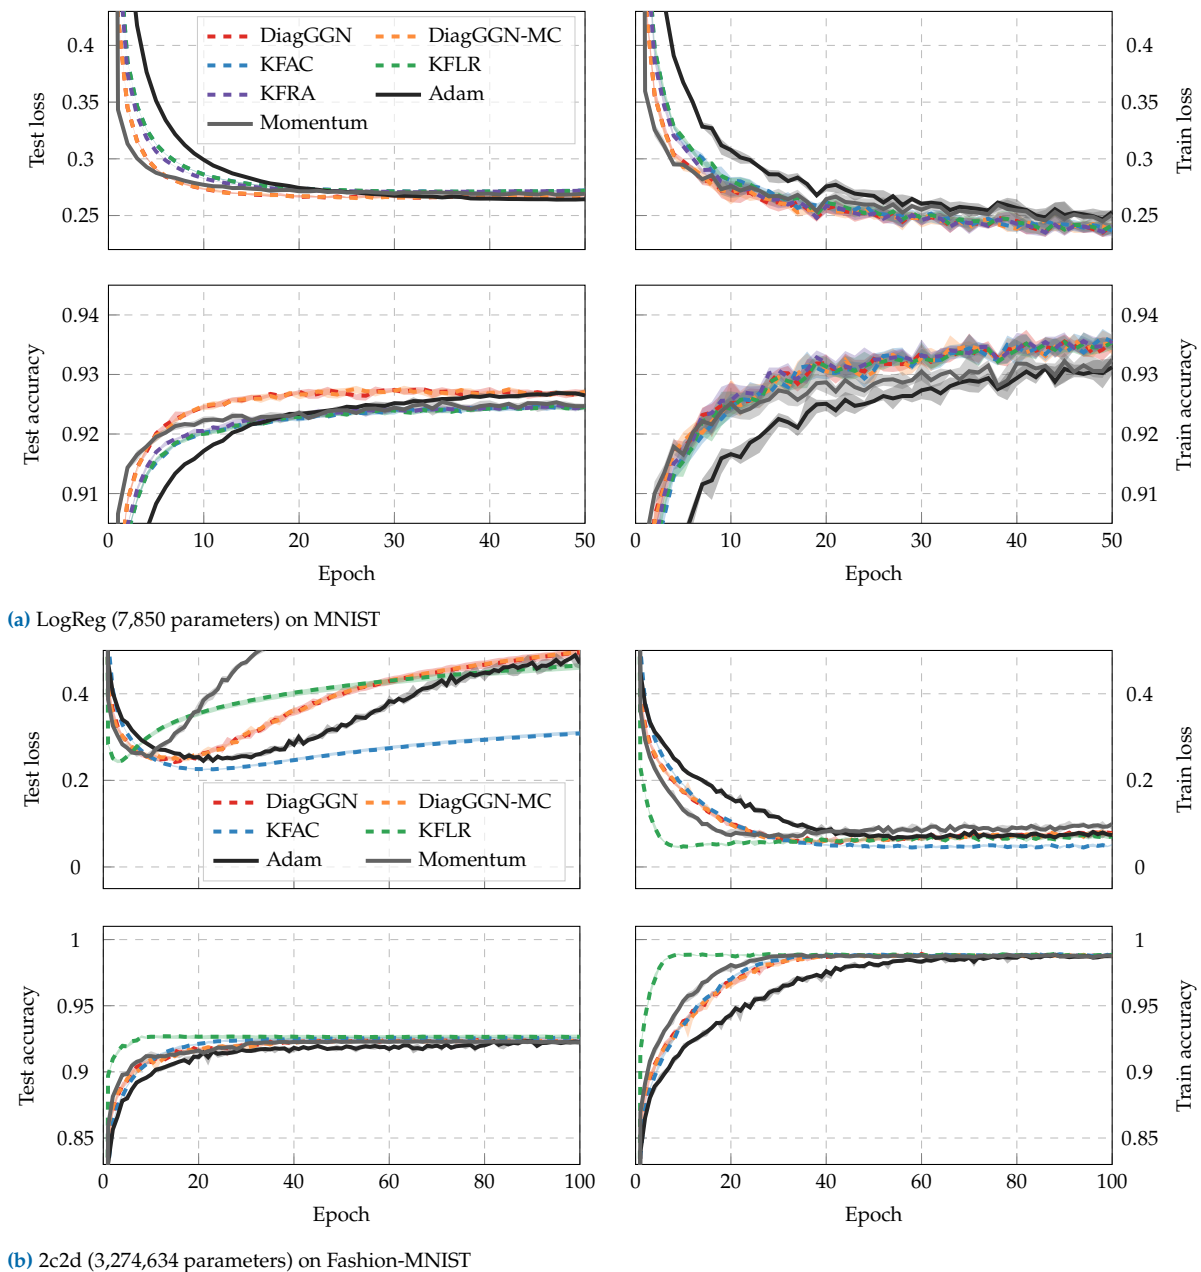 0.4
0.35
0.3
0.25
Test loss
DiagGGN
DiagGGN-MC
KFAC
KFLR
KFRA
Adam
Momentum
0.4
0.35
0.3
0.25
Train loss
0.94
0.93
0.92
0.91
Test accuracy
0 10 20 30 40 50
Epoch
0.94
0.93
0.92
0.91
Train accuracy
0 10 20 30 40 50
Epoch
(a) LogReg (7,850 parameters) on MNIST
0.4
0.2
0
Test loss
DiagGGN
DiagGGN-MC
KFAC
KFLR
Adam
Momentum
0.4
0.2
0
Train loss
1
0.95
0.9
0.85
Test accuracy
0 20 40 60 80 100
Epoch
1
0.95
0.9
0.85
Train accuracy
0 20 40 60 80 100
Epoch
(b) 2c2d (3,274,634 parameters) on Fashion-MNIST